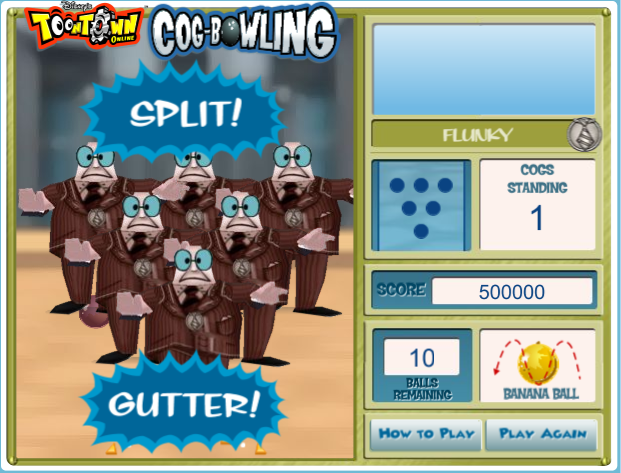 Disney's
TOONTOWN
ONLINE
COG-BOWLING
SPLIT!
FLUNKY
COGS
STANDING
1
SCORE 500000
10
BALLS
REMAINING
BANANA BALL
GUTTER!
HOW TO PLAY
PLAY AGAIN